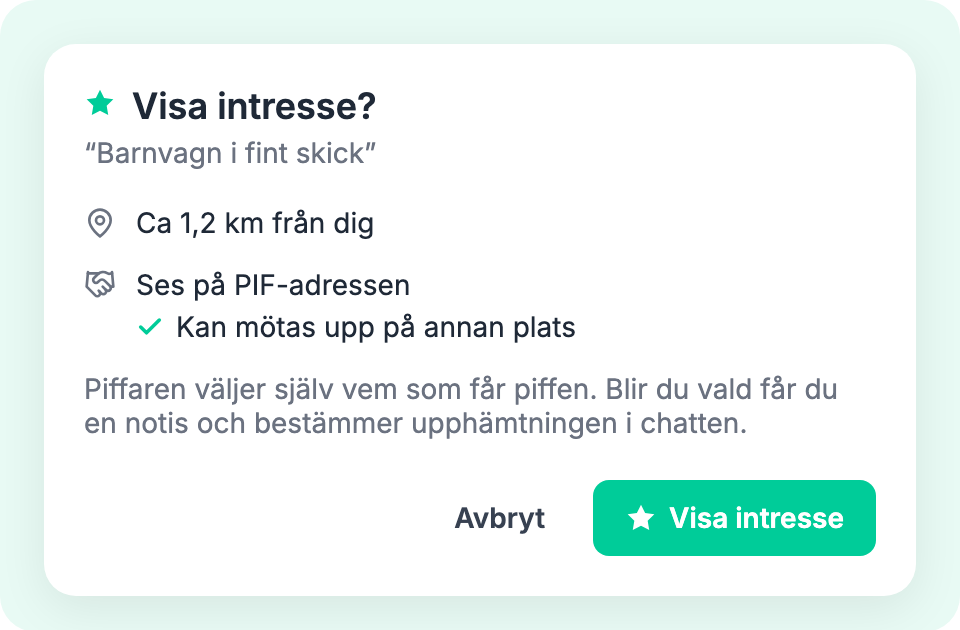 Visa intresse?
“Barnvagn i fint skick”
Ca 1,2 km från dig
Ses på PIF-adressen
Kan mötas upp på annan plats
Piffaren väljer själv vem som får piffen. Blir du vald får du
en notis och bestämmer upphämtningen i chatten.
Avbryt
Visa intresse